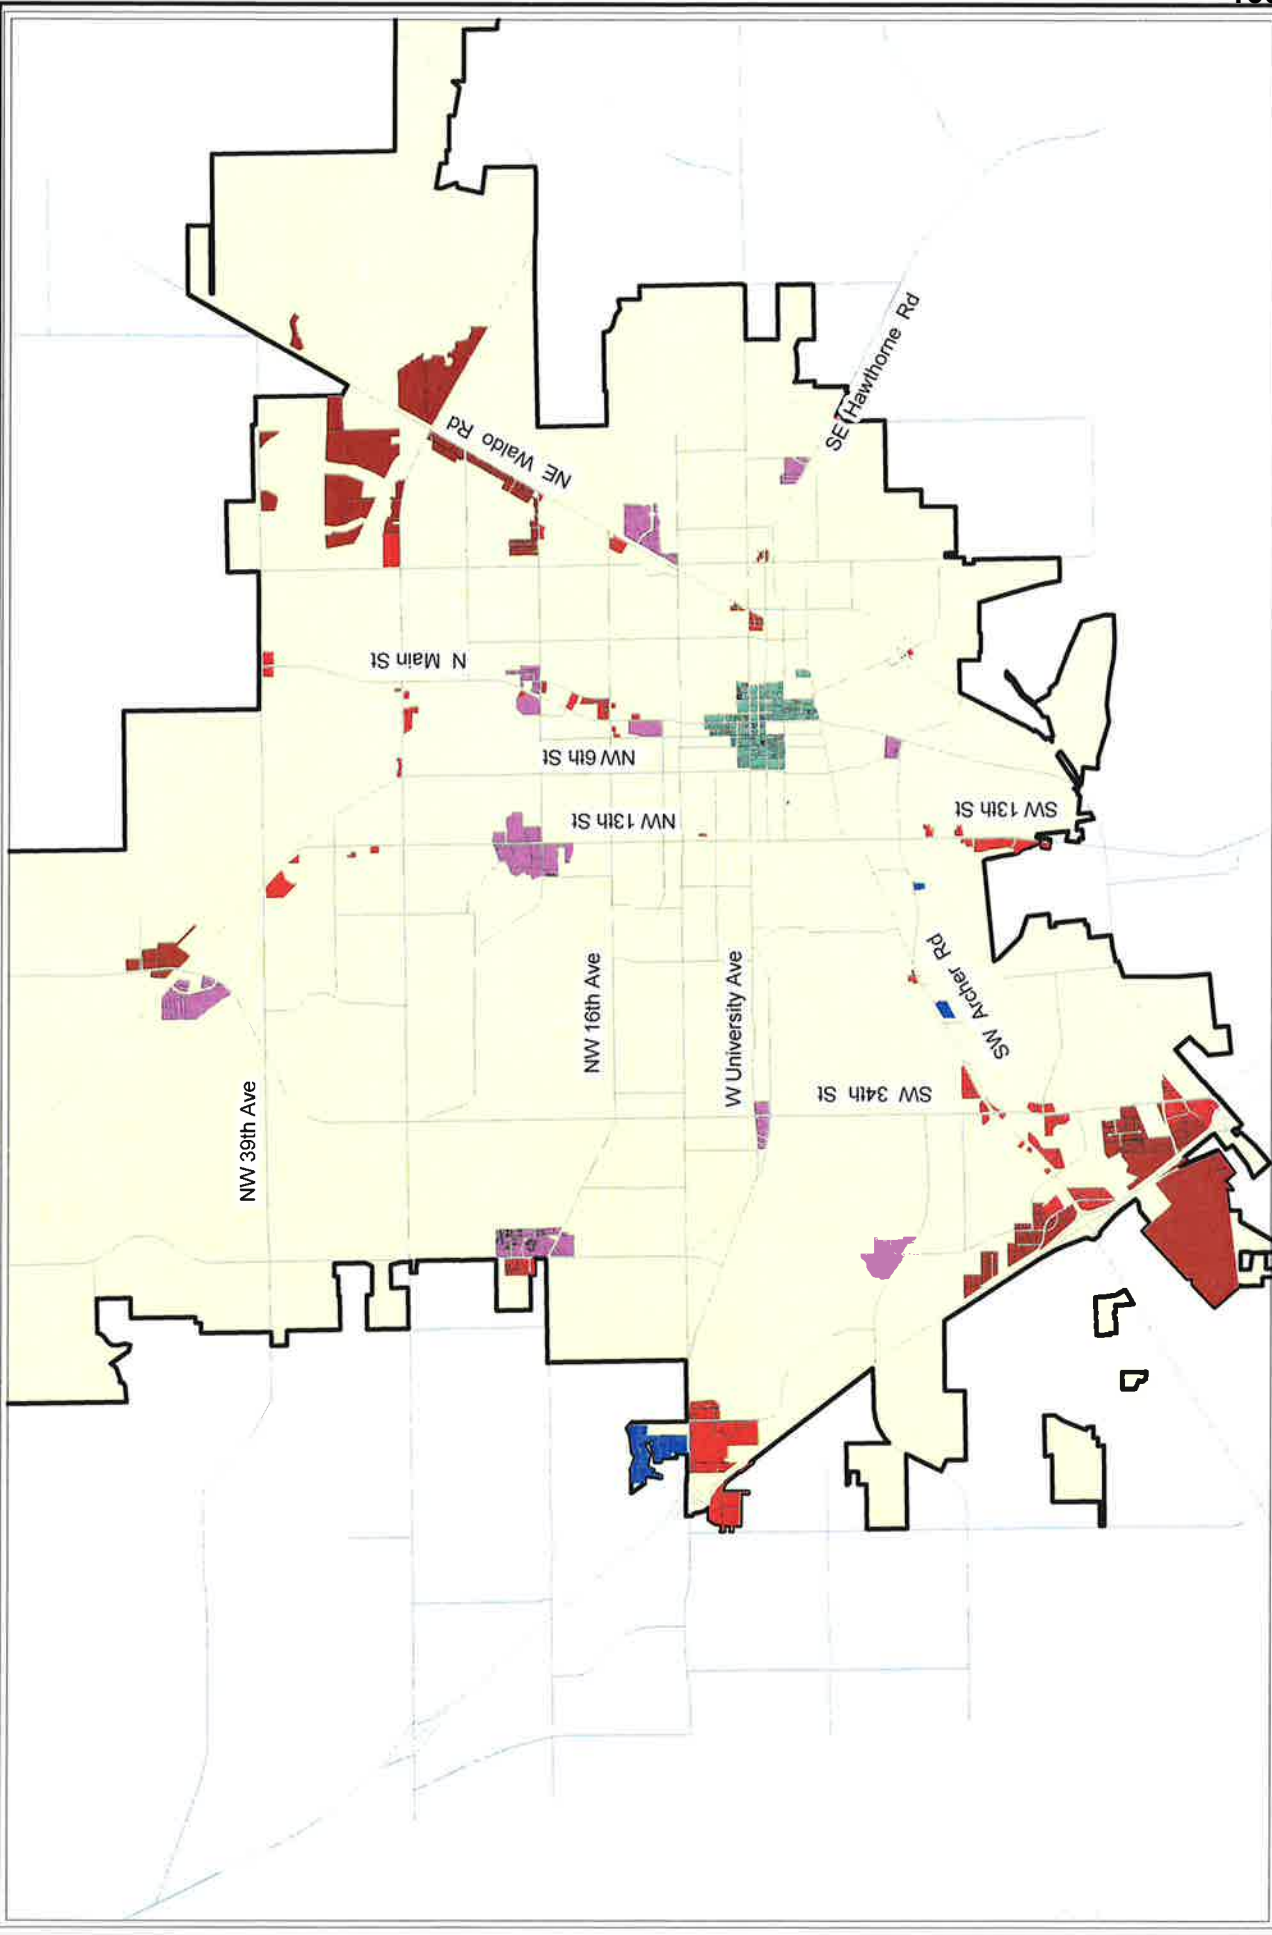 SE Hawthorne Rd
NE Waldo Rd
N Main St
NW 6th St
NW 13th St
SW 13th St
SW Archer Rd
NW 16th Ave
W University Ave
SW 34th St
NW 39th Ave